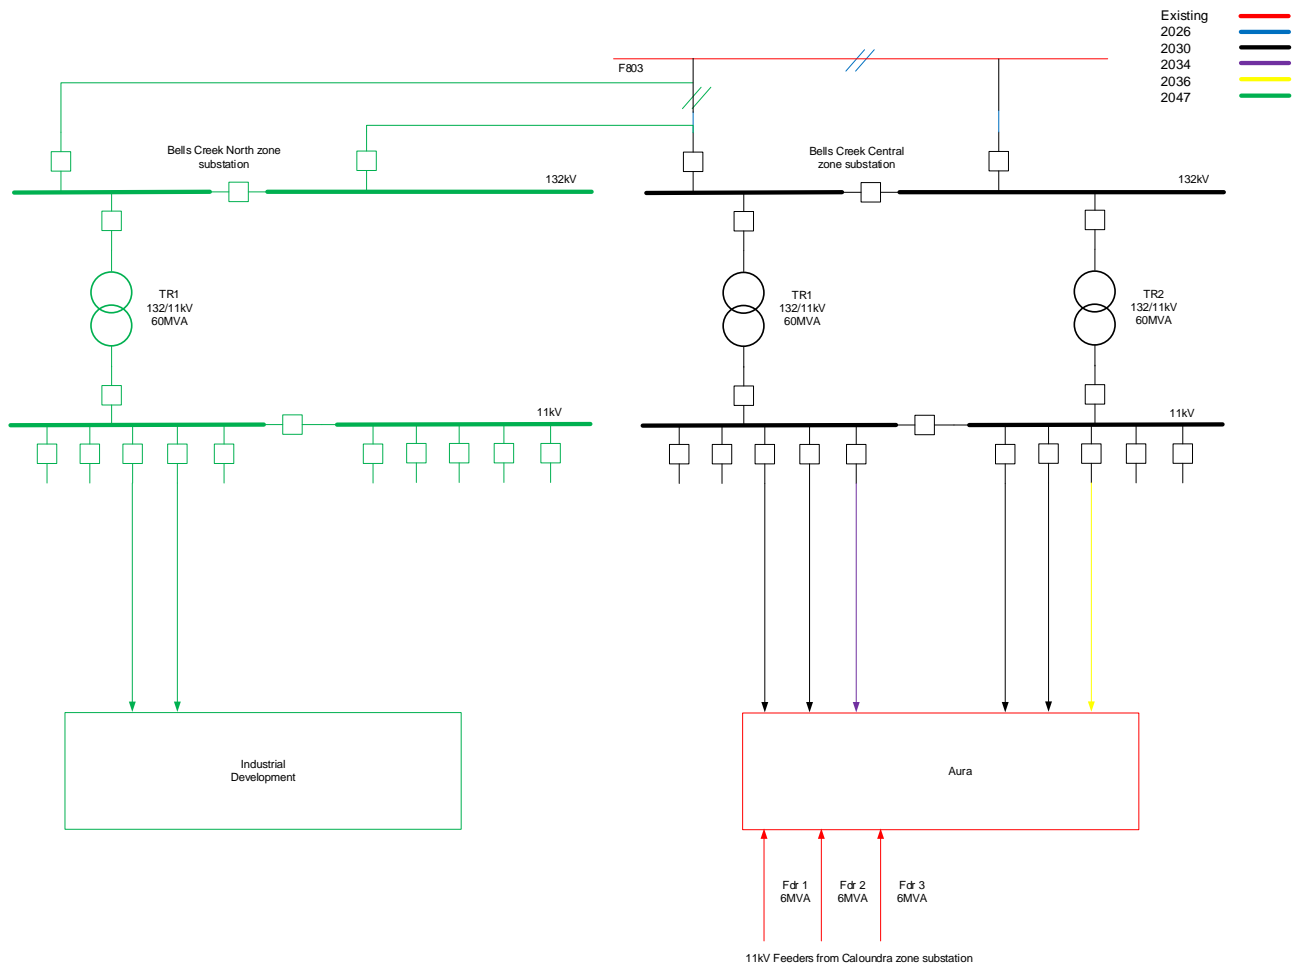 Existing
2026
2030
2034
2036
2047
F803
Bells Creek North zone
substation
132kV
Bells Creek Central
zone substation
132kV
TR1
132/11kV
60MVA
TR1
132/11kV
60MVA
TR2
132/11kV
60MVA
11kV
11kV
Industrial
Development
Aura
Fdr 1
6MVA
Fdr 2
6MVA
Fdr 3
6MVA
11kV Feeders from Caloundra zone substation